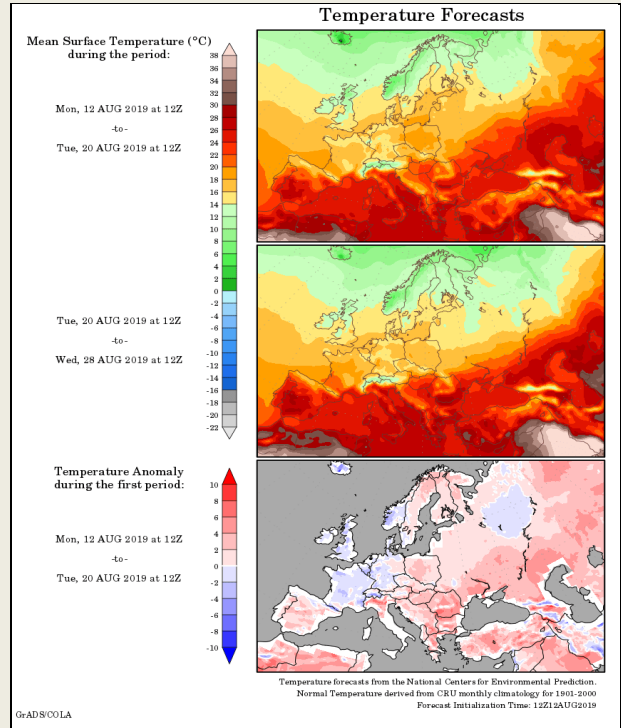 Temperature Forecasts
Mean Surface Temperature (°C)
during the period:
Mon, 12 AUG 2019 at 12Z
-to-
Tue, 20 AUG 2019 at 12Z
38
36
34
32
30
28
26
24
22
20
18
16
14
12
10
8
6
4
2
0
-2
-4
-6
-8
-10
-12
-14
-16
-18
-20
-22
Tue, 20 AUG 2019 at 12Z
-to-
Wed, 28 AUG 2019 at 12Z
Temperature Anomaly
during the first period:
Mon, 12 AUG 2019 at 12Z
-to-
Tue, 20 AUG 2019 at 12Z
10
8
6
4
2
0
-2
-4
-6
-8
-10
Temperature forecasts from the National Centers for Environmental Prediction.
Normal Temperature derived from CRU monthly climatology for 1901-2000
Forecast Initialization Time: 12Z12AUG2019
GrADS/COLA